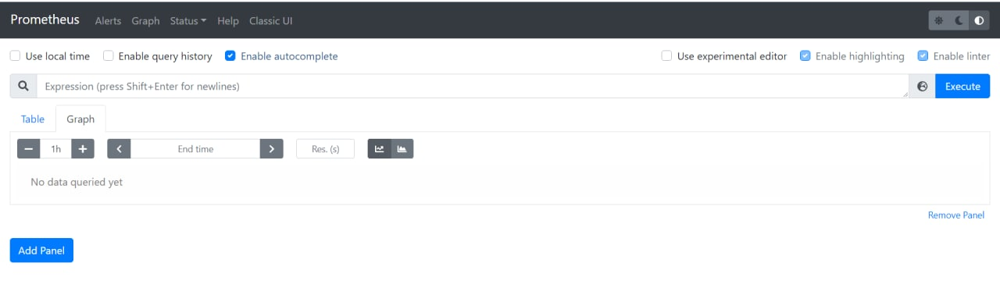 Prometheus Alerts Graph Status Help Classic UI
Use local time Enable query history Enable autocomplete Use experimental editor Enable highlighting Enable linter
Expression (press Shift+Enter for newlines) Execute
Table Graph
1h End time Res. (s)
No data queried yet
Remove Panel
Add Panel